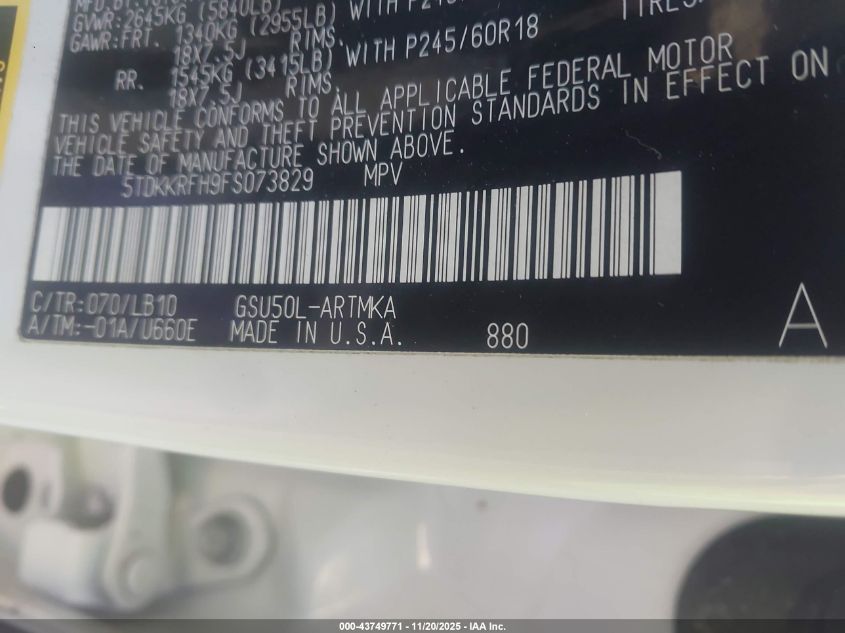 GVWR: 2645KG (5840LB)
GAWR: FRT. 1340KG (2955LB) WITH
18X7.5J RIMS.
RR. 1545KG (3415LB) WITH P245/60R18
18X7.5J RIMS.
THIS VEHICLE CONFORMS TO ALL APPLICABLE FEDERAL MOTOR
VEHICLE SAFETY AND THEFT PREVENTION STANDARDS IN EFFECT ON
THE DATE OF MANUFACTURE SHOWN ABOVE.
5TDKKRFH9FS073829 MPV
C/TR:070/LB10 GSU50L-ARTMKA
A/TM:-01A/U660E MADE IN U.S.A. 880
A
000-43749771 - 11/20/2025 - IAA Inc.